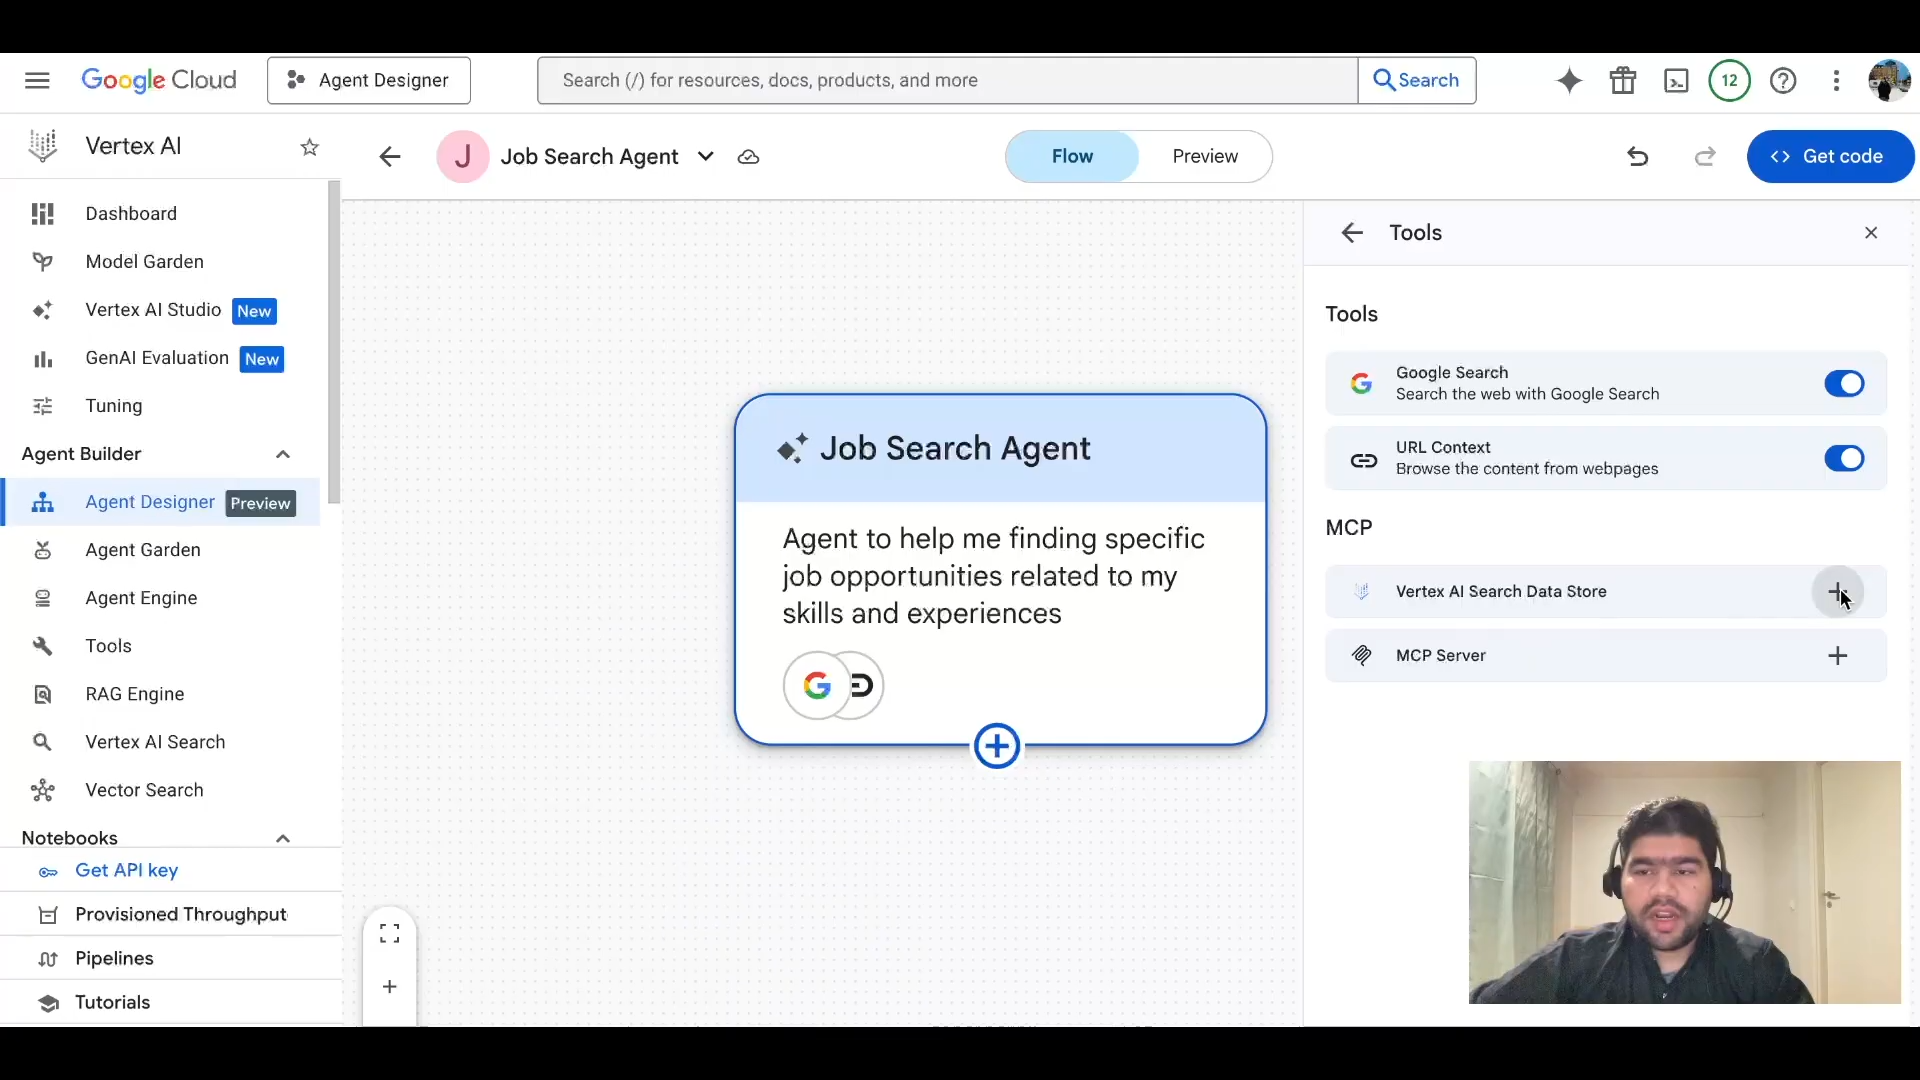 Google Cloud
Agent Designer
Search (/) for resources, docs, products, and more
Search
12
Vertex AI
J
Job Search Agent
Flow
Preview
Get code
Dashboard
Model Garden
Vertex AI Studio New
GenAI Evaluation New
Tuning
Agent Builder
Agent Designer Preview
Agent Garden
Agent Engine
Tools
RAG Engine
Vertex AI Search
Vector Search
Notebooks
Get API key
Provisioned Throughput
Pipelines
Tutorials
Job Search Agent
Agent to help me finding specific
job opportunities related to my
skills and experiences
Tools
Tools
Google Search
Search the web with Google Search
URL Context
Browse the content from webpages
MCP
Vertex AI Search Data Store
MCP Server